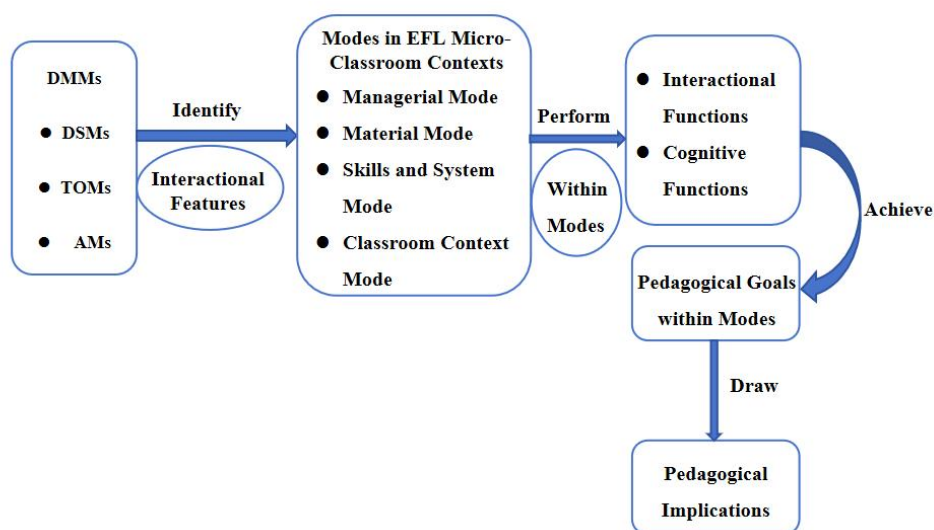 DMMs
● DSMs
● TOMs
● AMs
Identify
Interactional
Features
Modes in EFL Micro-
Classroom Contexts
● Managerial Mode
● Material Mode
● Skills and System
Mode
● Classroom Context
Mode
Perform
Within
Modes
● Interactional
Functions
● Cognitive
Functions
Achieve
Pedagogical Goals
within Modes
Draw
Pedagogical
Implications